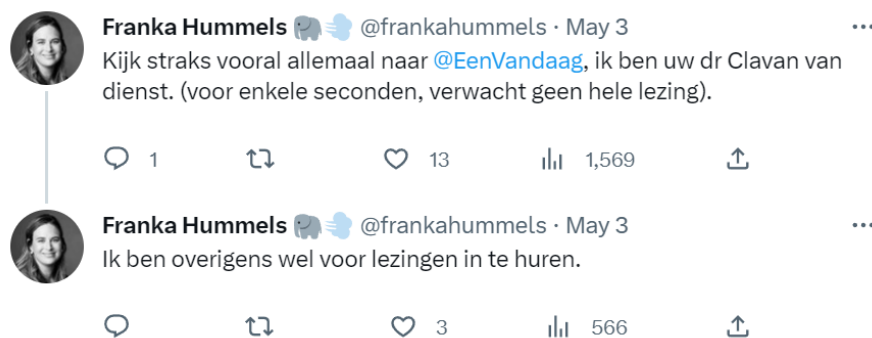 Franka Hummels 🐘💨 @frankahummels · May 3
Kijk straks vooral allemaal naar @EenVandaag, ik ben uw dr Clavan van
dienst. (voor enkele seconden, verwacht geen hele lezing).
1 13 1,569
Franka Hummels 🐘💨 @frankahummels · May 3
Ik ben overigens wel voor lezingen in te huren.
3 566